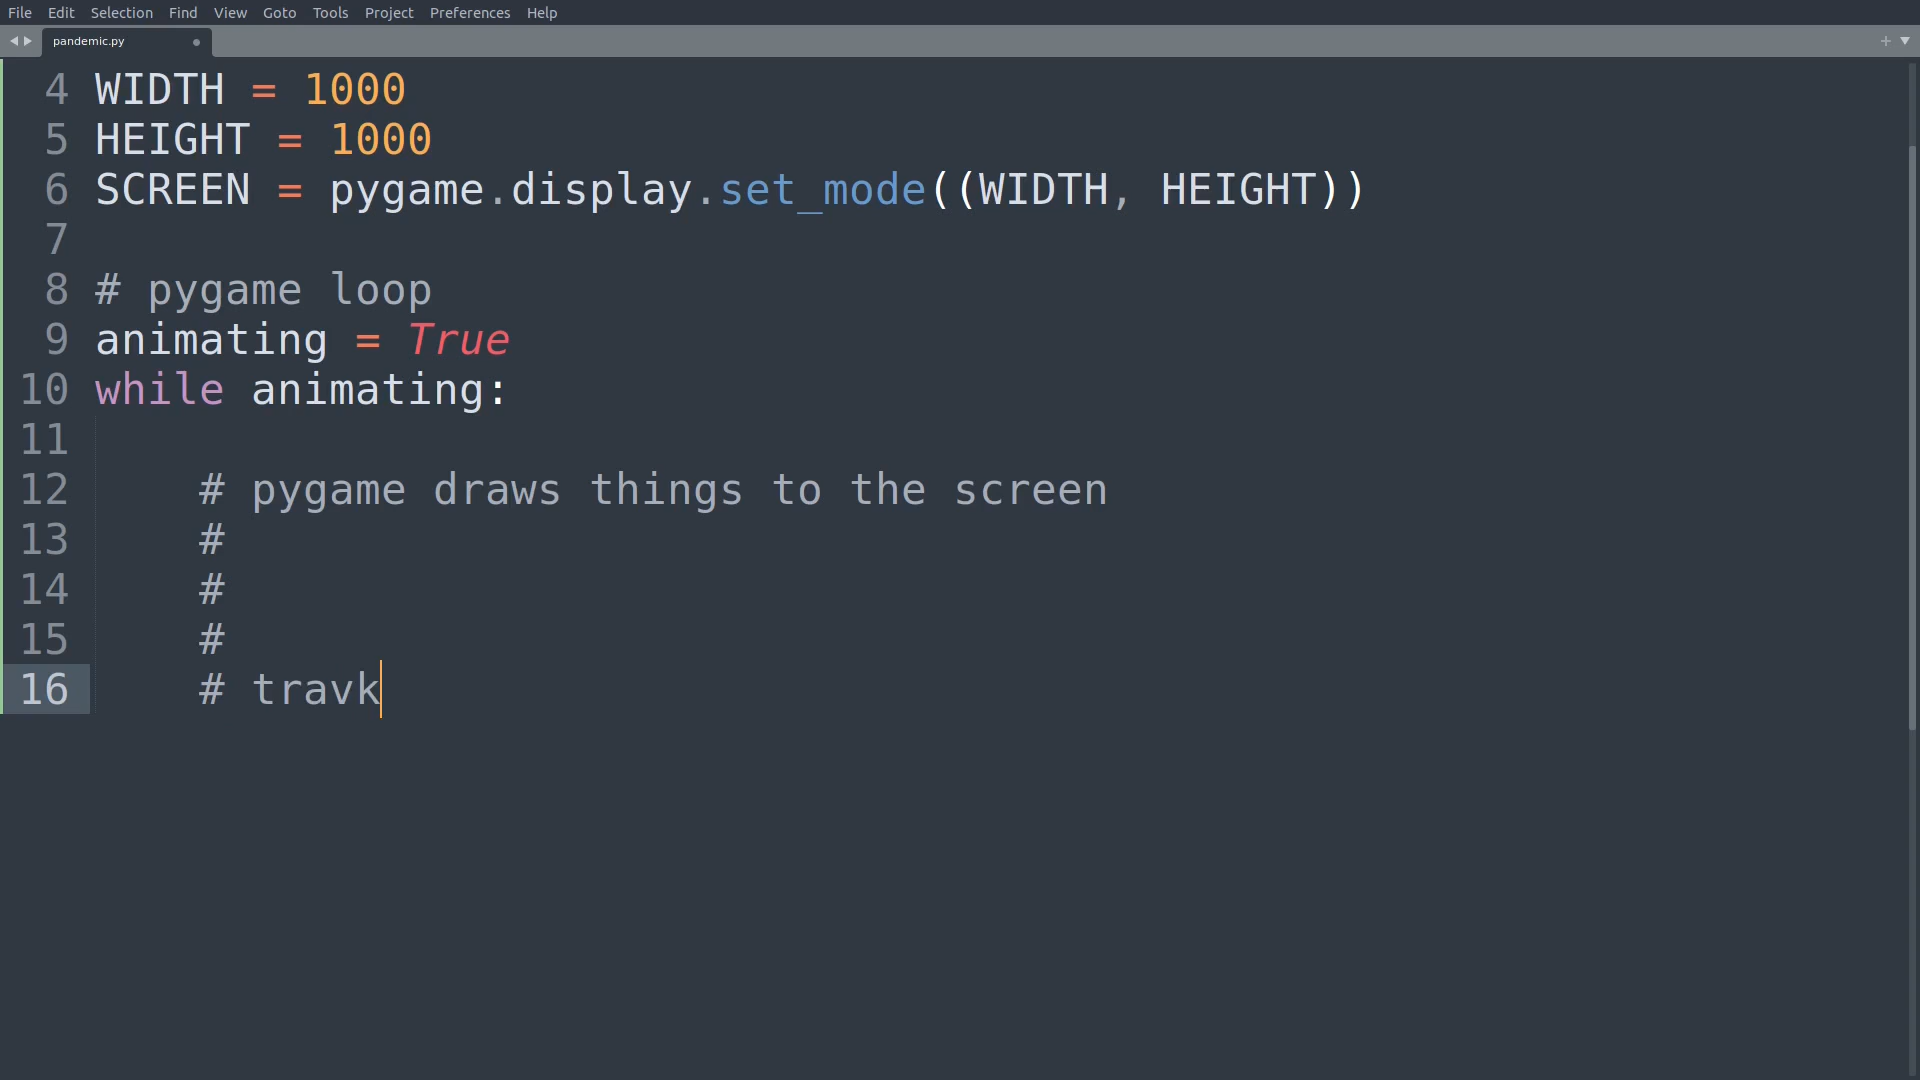 File Edit Selection Find View Goto Tools Project Preferences Help
pandemic.py
4 WIDTH = 1000
5 HEIGHT = 1000
6 SCREEN = pygame.display.set_mode((WIDTH, HEIGHT))
7
8 # pygame loop
9 animating = True
10 while animating:
11
12 # pygame draws things to the screen
13 #
14 #
15 #
16 # travk